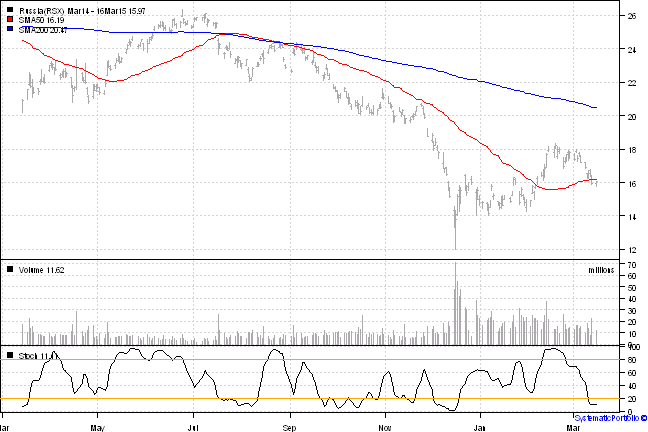 Russia(RSX) Mar14 - 16Mar15 15.97
SMA50 16.19
SMA200 20.47
26
24
22
20
18
16
14
12
Volume 11.62
millions
70
60
50
40
30
20
10
0
Stoch 11.41
100
80
60
40
20
0
Mar May Jul Sep Nov Jan Mar
SystematicPortfolio ©